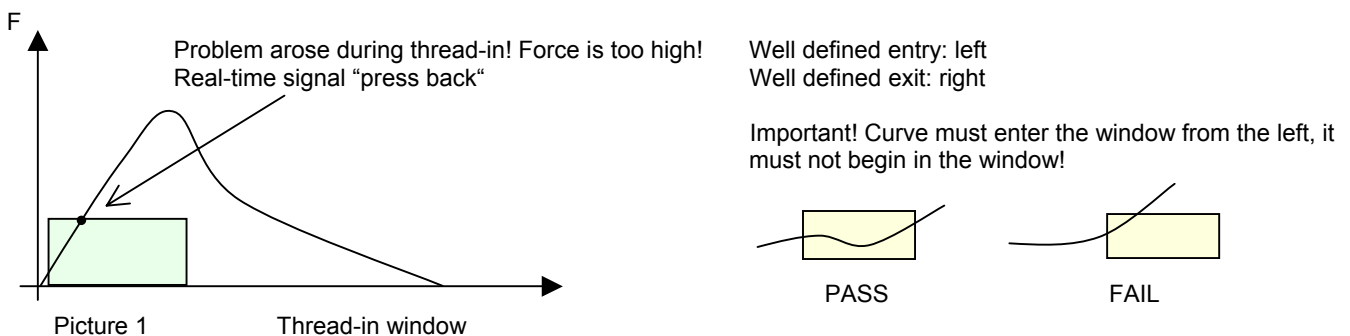 F
Problem arose during thread-in! Force is too high!
Real-time signal “press back“
Well defined entry: left
Well defined exit: right
Important! Curve must enter the window from the left, it
must not begin in the window!
PASS
FAIL
Picture 1
Thread-in window